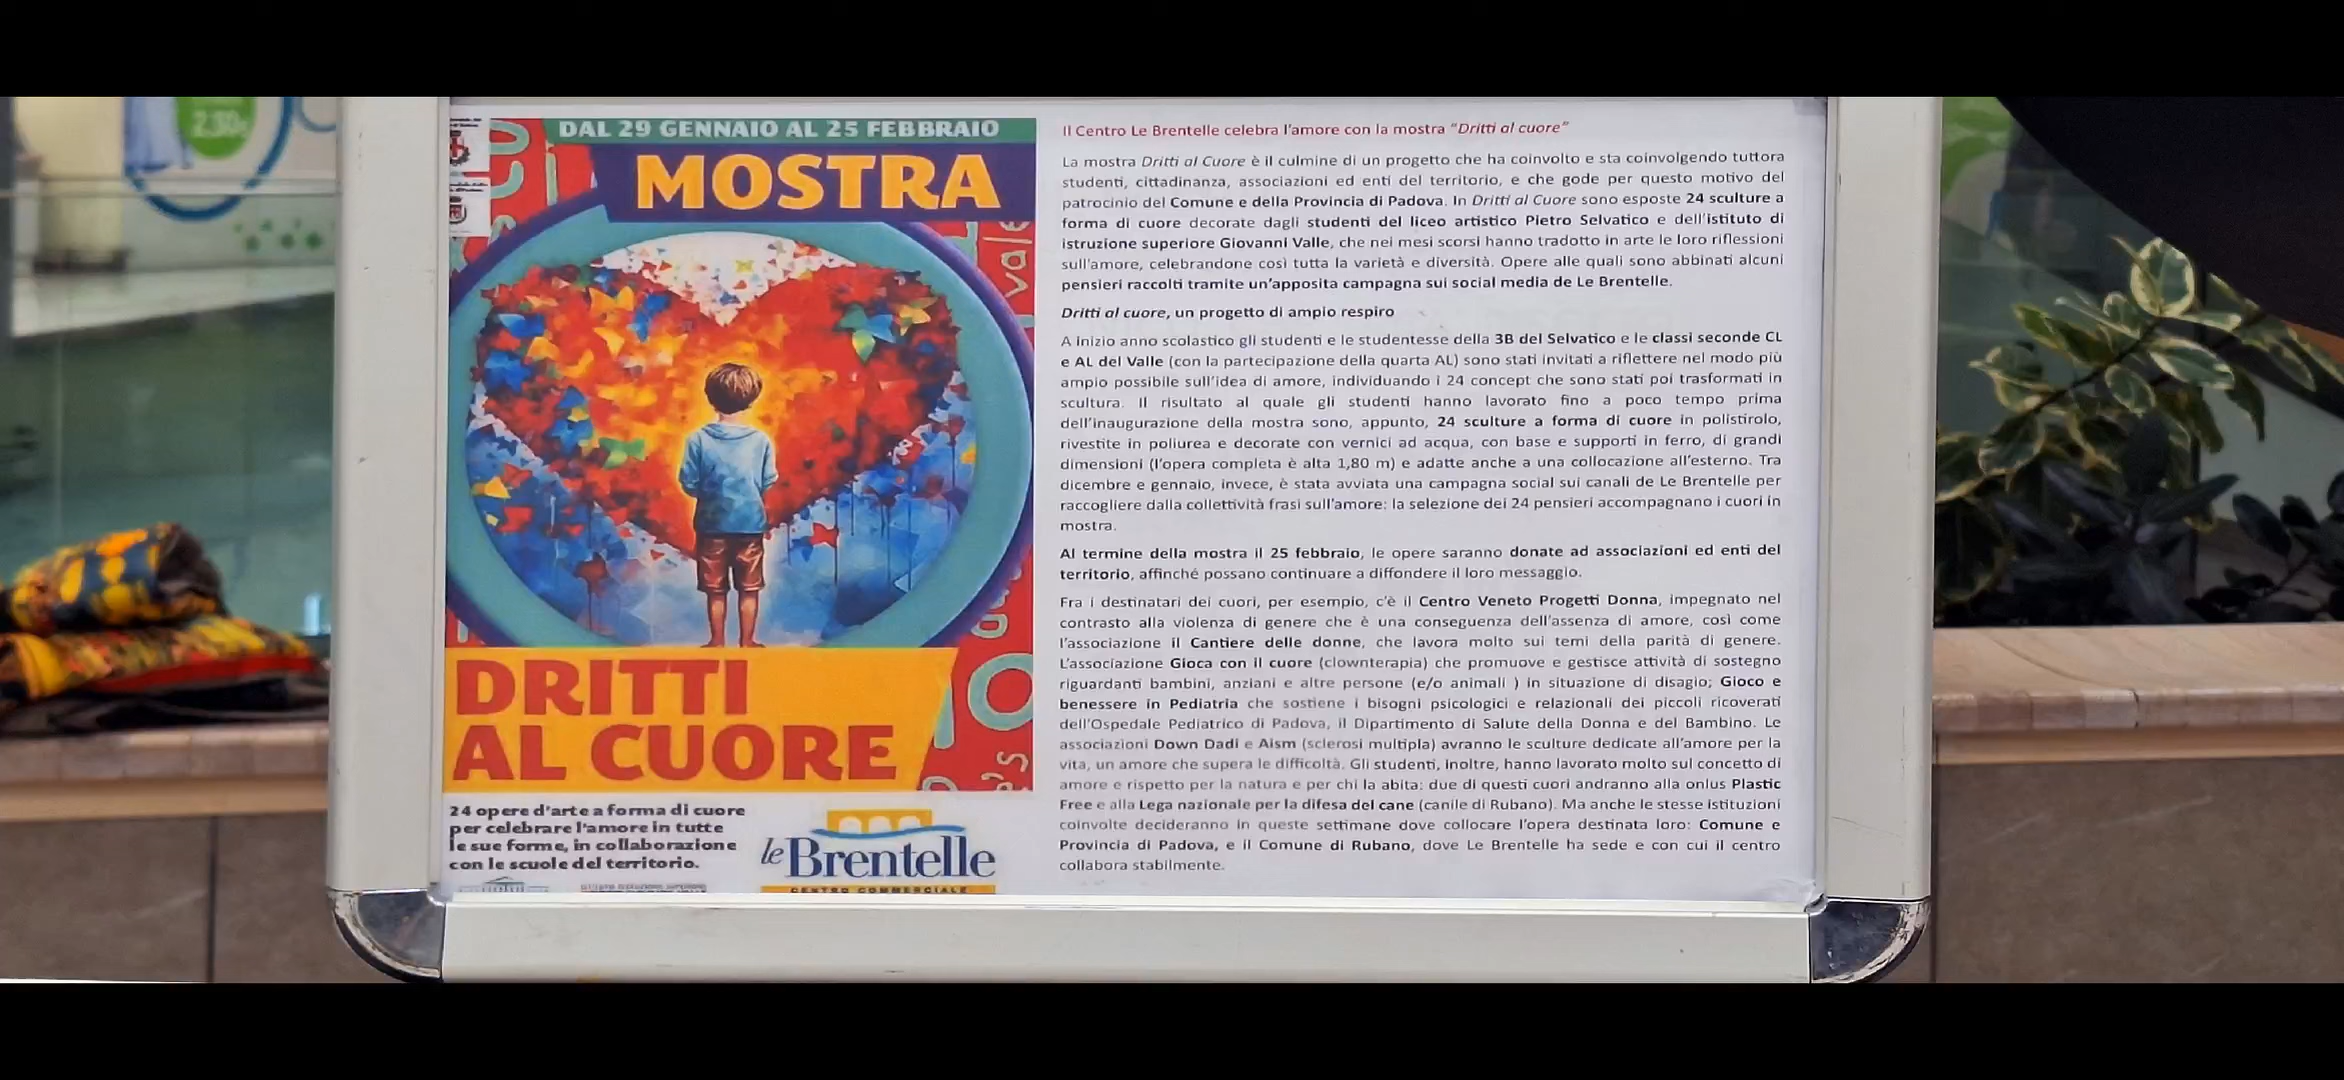 2.30
DAL 29 GENNAIO AL 25 FEBBRAIO
MOSTRA
DRITTI
AL CUORE
24 opere d'arte a forma di cuore
per celebrare l'amore in tutte
le sue forme, in collaborazione
con le scuole del territorio.
le Brentelle
CENTRO COMMERCIALE
Il Centro Le Brentelle celebra l'amore con la mostra "Dritti al cuore"
La mostra Dritti al Cuore è il culmine di un progetto che ha coinvolto e sta coinvolgendo tuttora
studenti, cittadinanza, associazioni ed enti del territorio, e che gode per questo motivo del
patrocinio del Comune e della Provincia di Padova. In Dritti al Cuore sono esposte 24 sculture a
forma di cuore decorate dagli studenti del liceo artistico Pietro Selvatico e dell'istituto di
istruzione superiore Giovanni Valle, che nei mesi scorsi hanno tradotto in arte le loro riflessioni
sull'amore, celebrandone così tutta la varietà e diversità. Opere alle quali sono abbinati alcuni
pensieri raccolti tramite un'apposita campagna sui social media de Le Brentelle.
Dritti al cuore, un progetto di ampio respiro
A inizio anno scolastico gli studenti e le studentesse della 3B del Selvatico e le classi seconde CL
e AL del Valle (con la partecipazione della quarta AL) sono stati invitati a riflettere nel modo più
ampio possibile sull'idea di amore, individuando i 24 concept che sono stati poi trasformati in
scultura. Il risultato al quale gli studenti hanno lavorato fino a poco tempo prima
dell'inaugurazione della mostra sono, appunto, 24 sculture a forma di cuore in polistirolo,
rivestite in poliurea e decorate con vernici ad acqua, con base e supporti in ferro, di grandi
dimensioni (l'opera completa è alta 1,80 m) e adatte anche a una collocazione all'esterno. Tra
dicembre e gennaio, invece, è stata avviata una campagna social sui canali de Le Brentelle per
raccogliere dalla collettività frasi sull'amore: la selezione dei 24 pensieri accompagnano i cuori in
mostra.
Al termine della mostra il 25 febbraio, le opere saranno donate ad associazioni ed enti del
territorio, affinché possano continuare a diffondere il loro messaggio.
Fra i destinatari dei cuori, per esempio, c'è il Centro Veneto Progetti Donna, impegnato nel
contrasto alla violenza di genere che è una conseguenza dell'assenza di amore, così come
l'associazione il Cantiere delle donne, che lavora molto sui temi della parità di genere.
L'associazione Gioca con il cuore (clownterapia) che promuove e gestisce attività di sostegno
riguardanti bambini, anziani e altre persone (e/o animali ) in situazione di disagio; Gioco e
benessere in Pediatria che sostiene i bisogni psicologici e relazionali dei piccoli ricoverati
dell'Ospedale Pediatrico di Padova, il Dipartimento di Salute della Donna e del Bambino. Le
associazioni Down Dadi e Aism (sclerosi multipla) avranno le sculture dedicate all'amore per la
vita, un amore che supera le difficoltà. Gli studenti, inoltre, hanno lavorato molto sul concetto di
amore e rispetto per la natura e per chi la abita: due di questi cuori andranno alla onlus Plastic
Free e alla Lega nazionale per la difesa del cane (canile di Rubano). Ma anche le stesse istituzioni
coinvolte decideranno in queste settimane dove collocare l'opera destinata loro: Comune e
Provincia di Padova, e il Comune di Rubano, dove Le Brentelle ha sede e con cui il centro
collabora stabilmente.